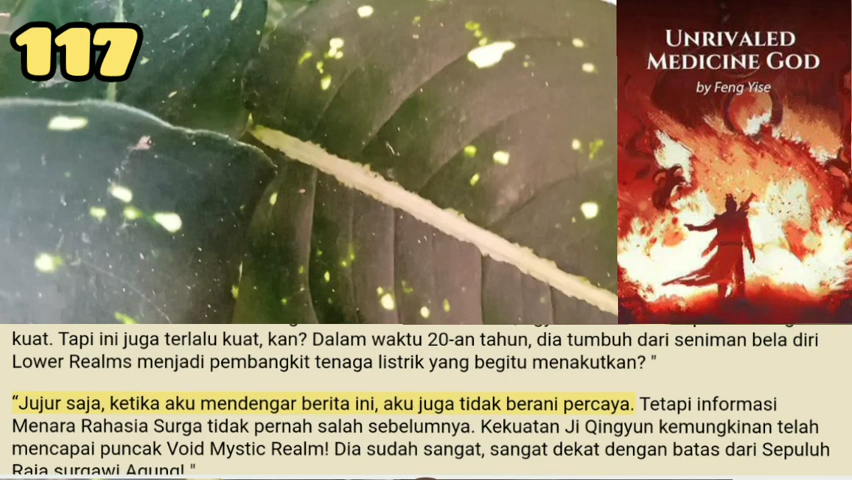 117
UNRIVALED
MEDICINE GOD
by Feng Yise
kuat. Tapi ini juga terlalu kuat, kan? Dalam waktu 20-an tahun, dia tumbuh dari seniman bela diri
Lower Realms menjadi pembangkit tenaga listrik yang begitu menakutkan? "
“Jujur saja, ketika aku mendengar berita ini, aku juga tidak berani percaya. Tetapi informasi
Menara Rahasia Surga tidak pernah salah sebelumnya. Kekuatan Ji Qingyun kemungkinan telah
mencapai puncak Void Mystic Realm! Dia sudah sangat, sangat dekat dengan batas dari Sepuluh
Raja surgawi Agung! "